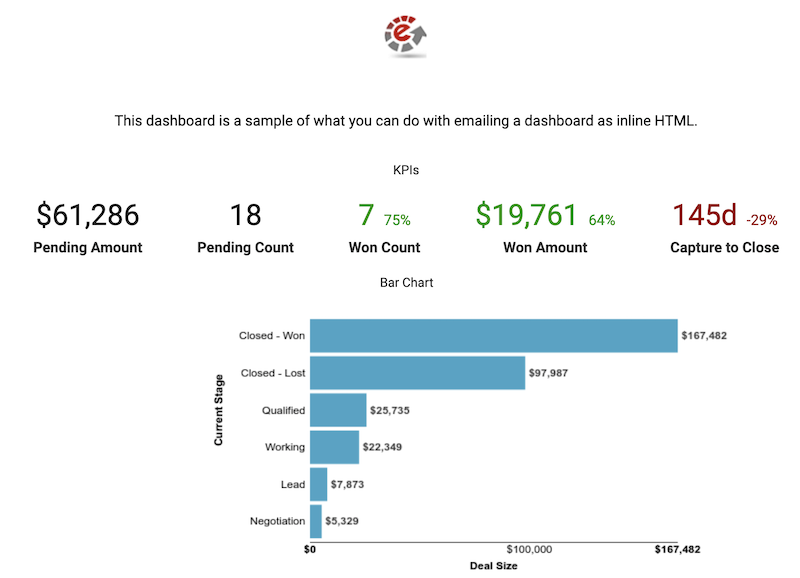 e
This dashboard is a sample of what you can do with emailing a dashboard as inline HTML.
KPIs
$61,286
Pending Amount
18
Pending Count
7 75%
Won Count
$19,761 64%
Won Amount
145d -29%
Capture to Close
Bar Chart
Current Stage
Closed - Won $167,482
Closed - Lost $97,987
Qualified $25,735
Working $22,349
Lead $7,873
Negotiation $5,329
$0 $100,000 $167,482
Deal Size